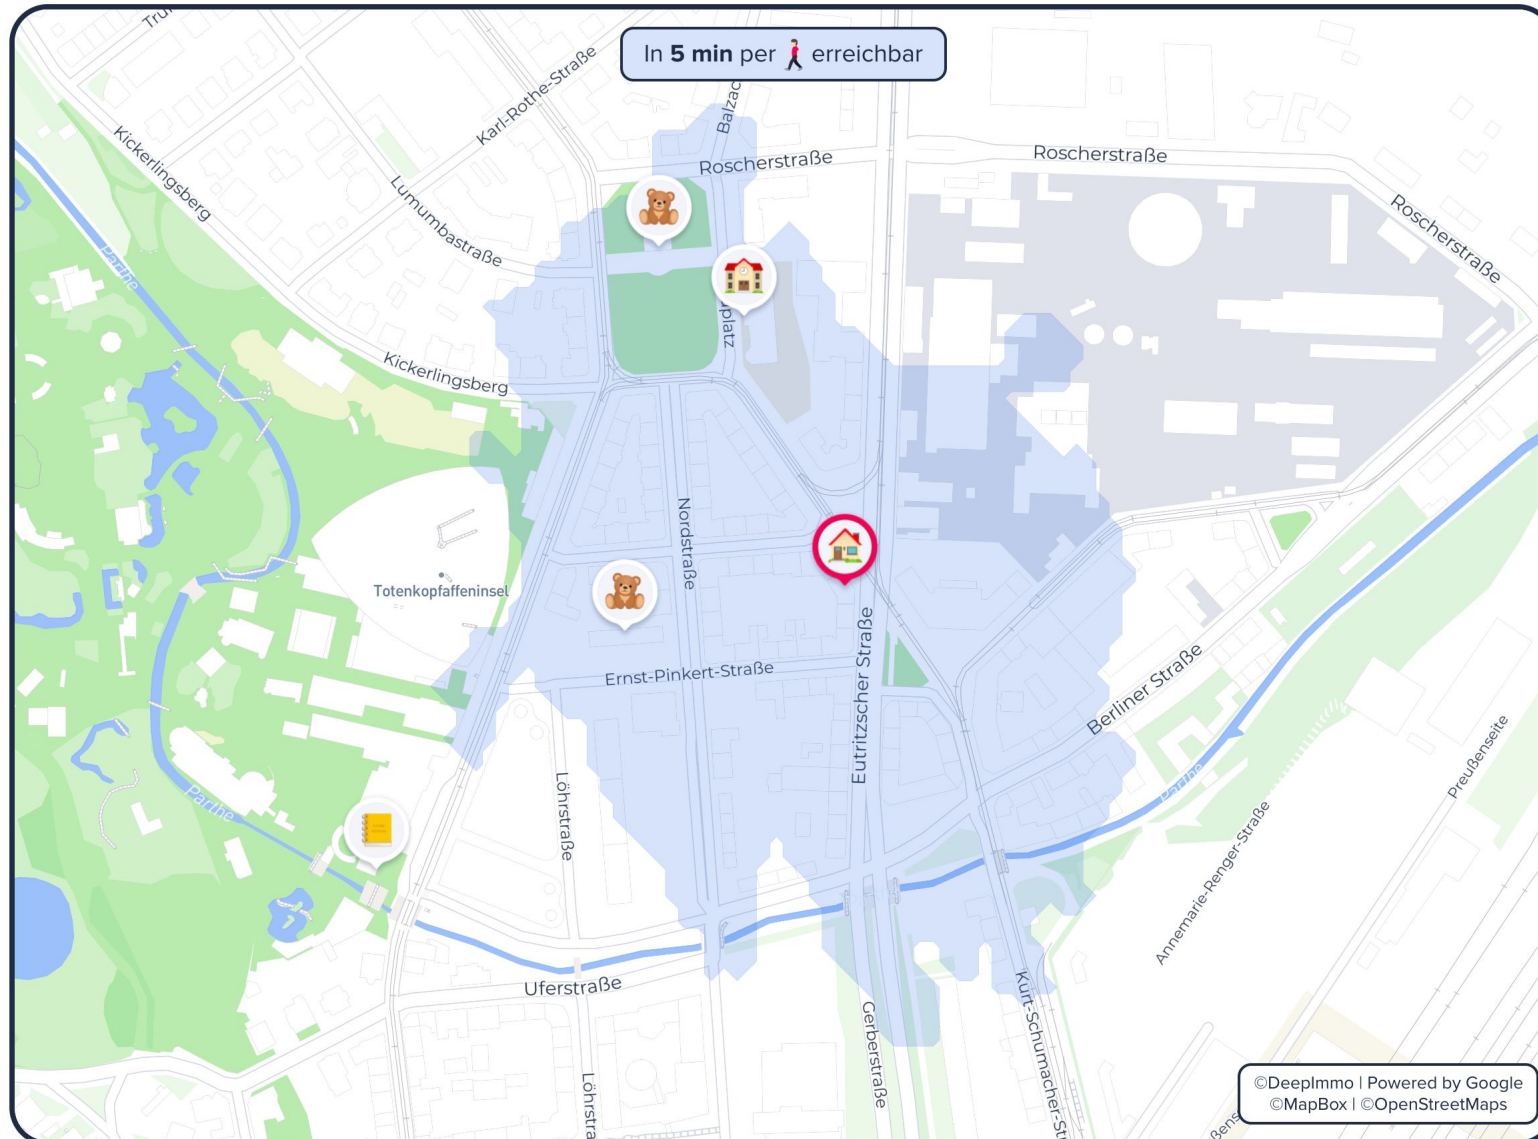 In 5 min per erreichbar
Karl-Rothe-Straße
Balzac
Roscherstraße
Roscherstraße
Roscherstraße
Kickerlingsberg
Lumumbastraße
Parthe
platz
Kickerlingsberg
Nordstraße
Totenkopfaffeninsel
Ernst-Pinkert-Straße
Eutritzscher Straße
Berliner Straße
Löhrstraße
Parthe
Parthe
Preußenseite
Annemarie-Renger-Straße
Uferstraße
Gerberstraße
Kurt-Schumacher-St
Löhrstra
©DeepImmo | Powered by Google
©MapBox | ©OpenStreetMaps